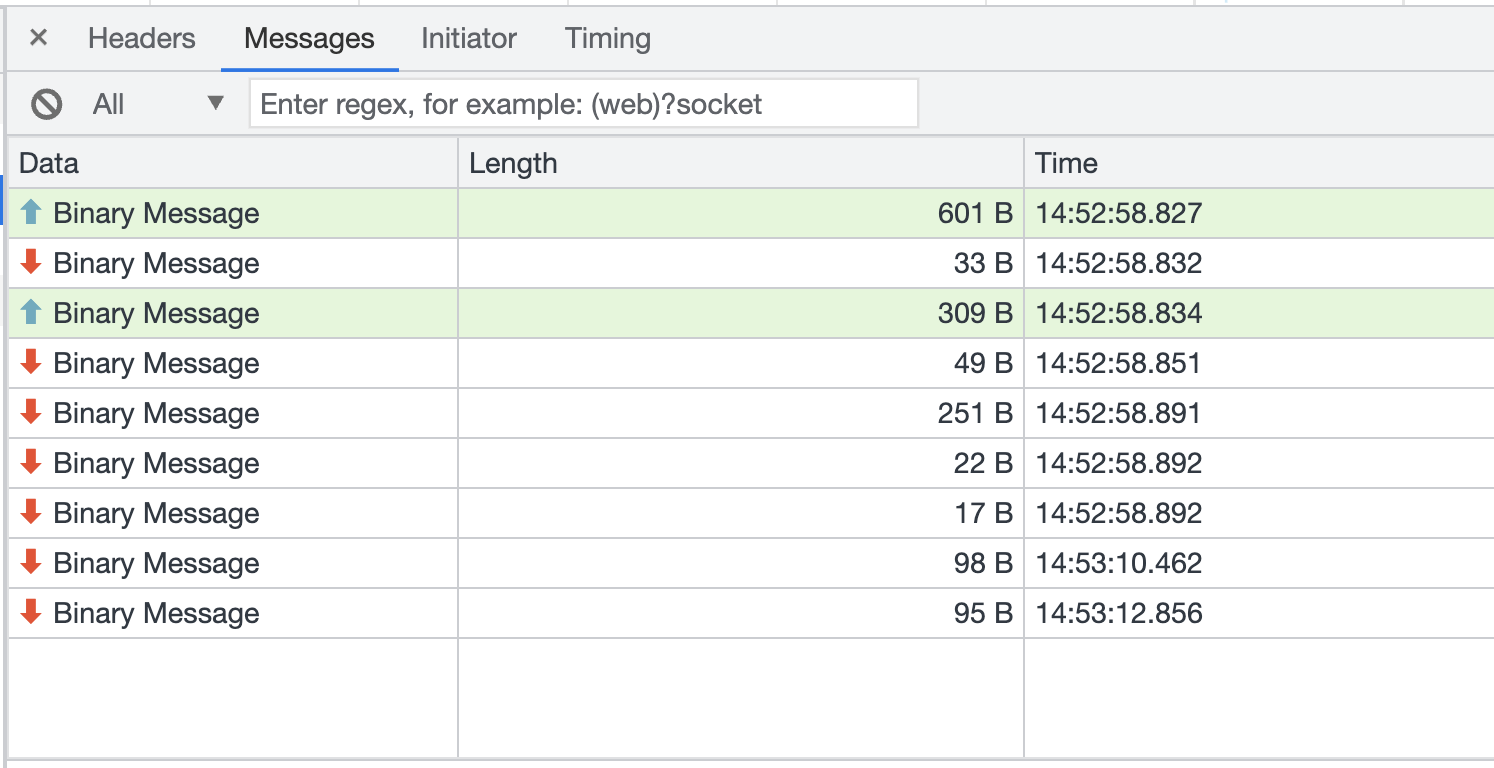 × Headers Messages Initiator Timing
All ▼ Enter regex, for example: (web)?socket
Data Length Time
Binary Message 601 B 14:52:58.827
Binary Message 33 B 14:52:58.832
Binary Message 309 B 14:52:58.834
Binary Message 49 B 14:52:58.851
Binary Message 251 B 14:52:58.891
Binary Message 22 B 14:52:58.892
Binary Message 17 B 14:52:58.892
Binary Message 98 B 14:53:10.462
Binary Message 95 B 14:53:12.856